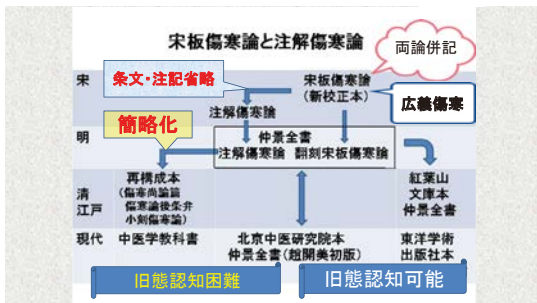 宋板傷寒論と注解傷寒論
両論併記
宋
条文・注記省略
宋板傷寒論
(新校正本)
広義傷寒
注解傷寒論
簡略化
明
仲景全書
注解傷寒論 翻刻宋板傷寒論
清
江戸
再構成本
(傷寒尚論篇
傷寒論後条弁
小刻傷寒論)
紅葉山
文庫本
仲景全書
現代
中医学教科書
北京中医研究院本
仲景全書(趙開美初版)
東洋学術
出版社本
旧態認知困難
旧態認知可能